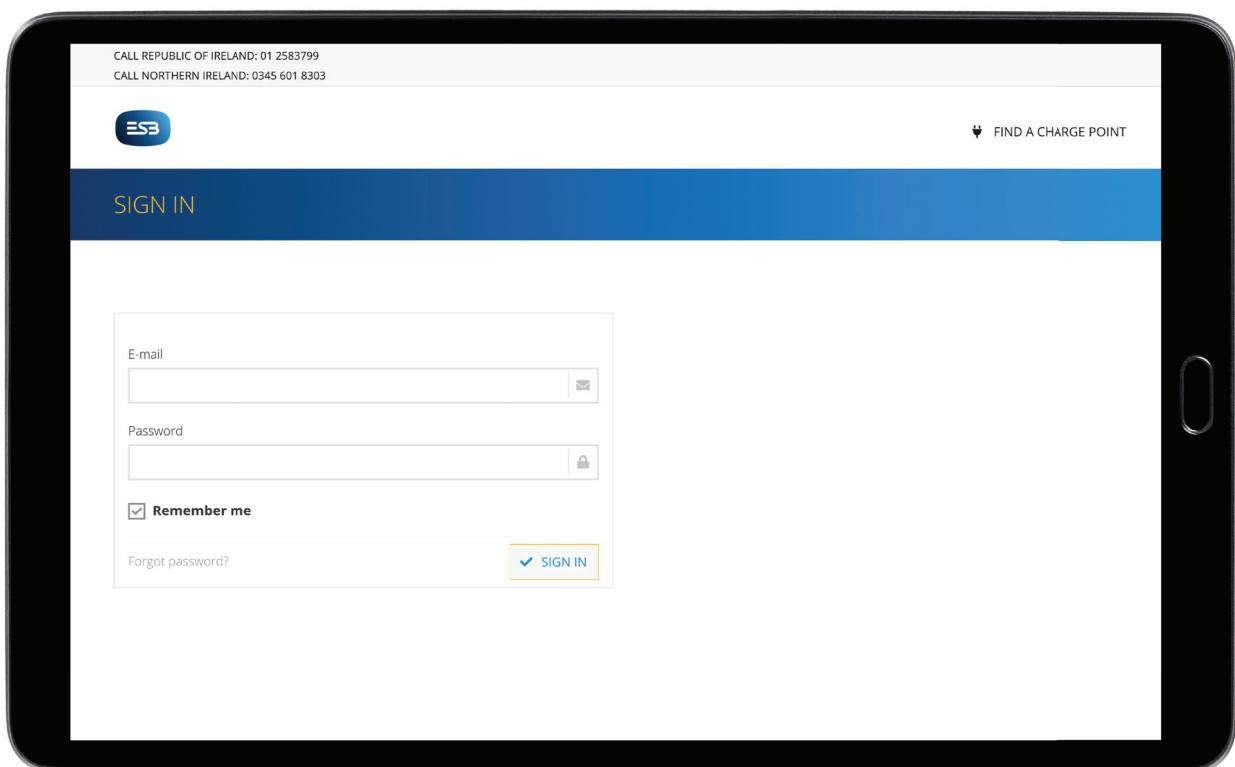 CALL REPUBLIC OF IRELAND: 01 2583799
CALL NORTHERN IRELAND: 0345 601 8303
ESB
FIND A CHARGE POINT
SIGN IN
E-mail
Password
Remember me
Forgot password?
SIGN IN